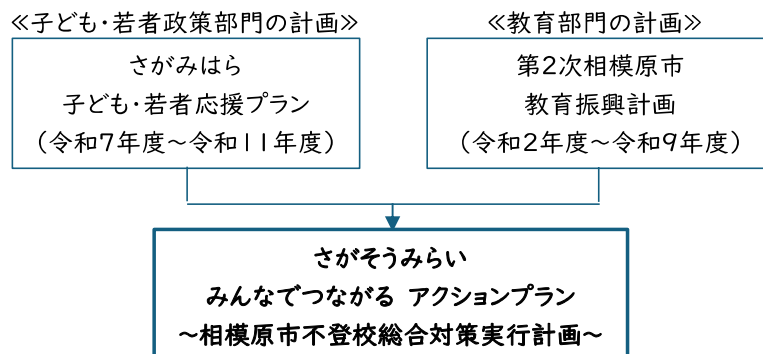 ≪子ども・若者政策部門の計画≫
さがみはら
子ども・若者応援プラン
（令和7年度～令和11年度）
≪教育部門の計画≫
第2次相模原市
教育振興計画
（令和2年度～令和9年度）
さがそうみらい
みんなでつながる アクションプラン
～相模原市不登校総合対策実行計画～